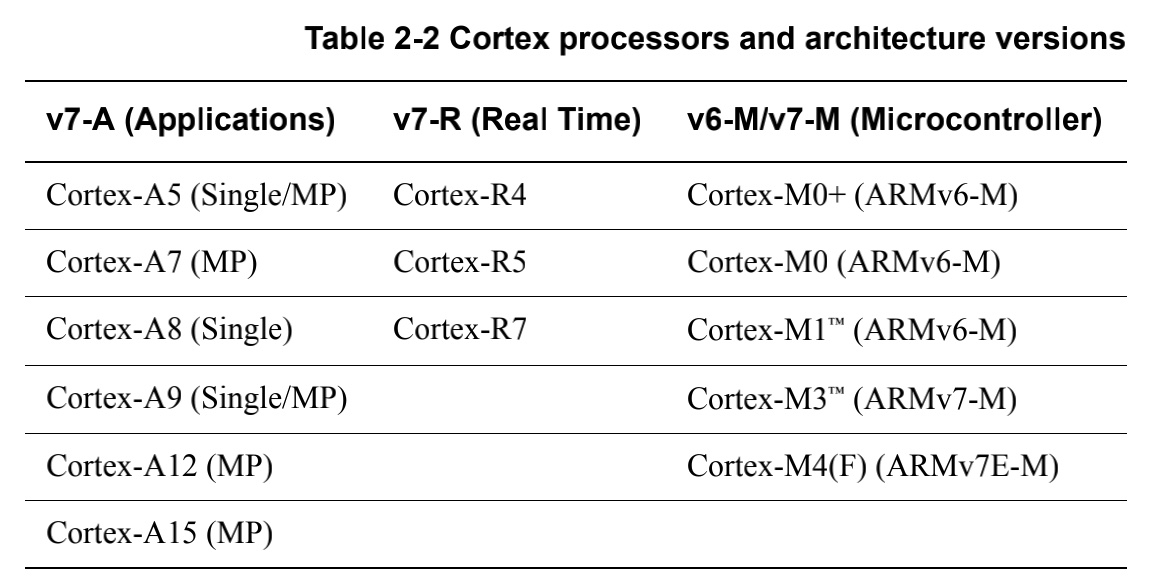 Table 2-2 Cortex processors and architecture versions
v7-A (Applications) v7-R (Real Time) v6-M/v7-M (Microcontroller)
Cortex-A5 (Single/MP) Cortex-R4 Cortex-M0+ (ARMv6-M)
Cortex-A7 (MP) Cortex-R5 Cortex-M0 (ARMv6-M)
Cortex-A8 (Single) Cortex-R7 Cortex-M1™ (ARMv6-M)
Cortex-A9 (Single/MP) Cortex-M3™ (ARMv7-M)
Cortex-A12 (MP) Cortex-M4(F) (ARMv7E-M)
Cortex-A15 (MP)